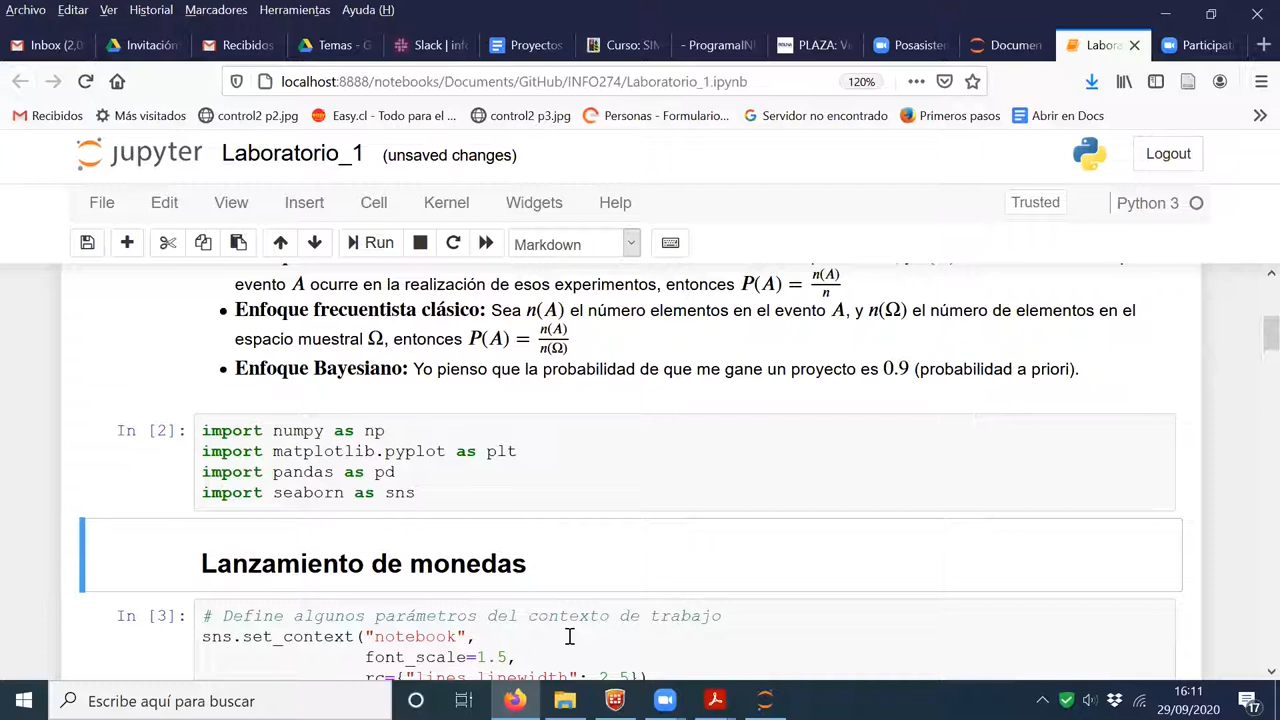 Archivo Editar Ver Historial Marcadores Herramientas Ayuda (H)
Inbox (2,0 Invitación Recibidos Temas - Slack | info Proyectos Curso: SIM - ProgramaIN PLAZA: Vi Posasisten Documen Labora Participat
localhost:8888/notebooks/Documents/GitHub/INFO274/Laboratorio_1.ipynb 120%
Recibidos Más visitados control2 p2.jpg Easy.cl - Todo para el ... control2 p3.jpg Personas - Formulario... Servidor no encontrado Primeros pasos Abrir en Docs
jupyter Laboratorio_1 (unsaved changes) Logout
File Edit View Insert Cell Kernel Widgets Help Trusted Python 3
Run Markdown
evento A ocurre en la realización de esos experimentos, entonces P(A) = n(A)/n
• Enfoque frecuentista clásico: Sea n(A) el número elementos en el evento A, y n(Ω) el número de elementos en el
espacio muestral Ω, entonces P(A) = n(A)/n(Ω)
• Enfoque Bayesiano: Yo pienso que la probabilidad de que me gane un proyecto es 0.9 (probabilidad a priori).
In [2]: import numpy as np
import matplotlib.pyplot as plt
import pandas as pd
import seaborn as sns
Lanzamiento de monedas
In [3]: # Define algunos parámetros del contexto de trabajo
sns.set_context("notebook",
font_scale=1.5,
rc={"lines.linewidth": 2.5})
Escribe aquí para buscar
16:11
29/09/2020
17